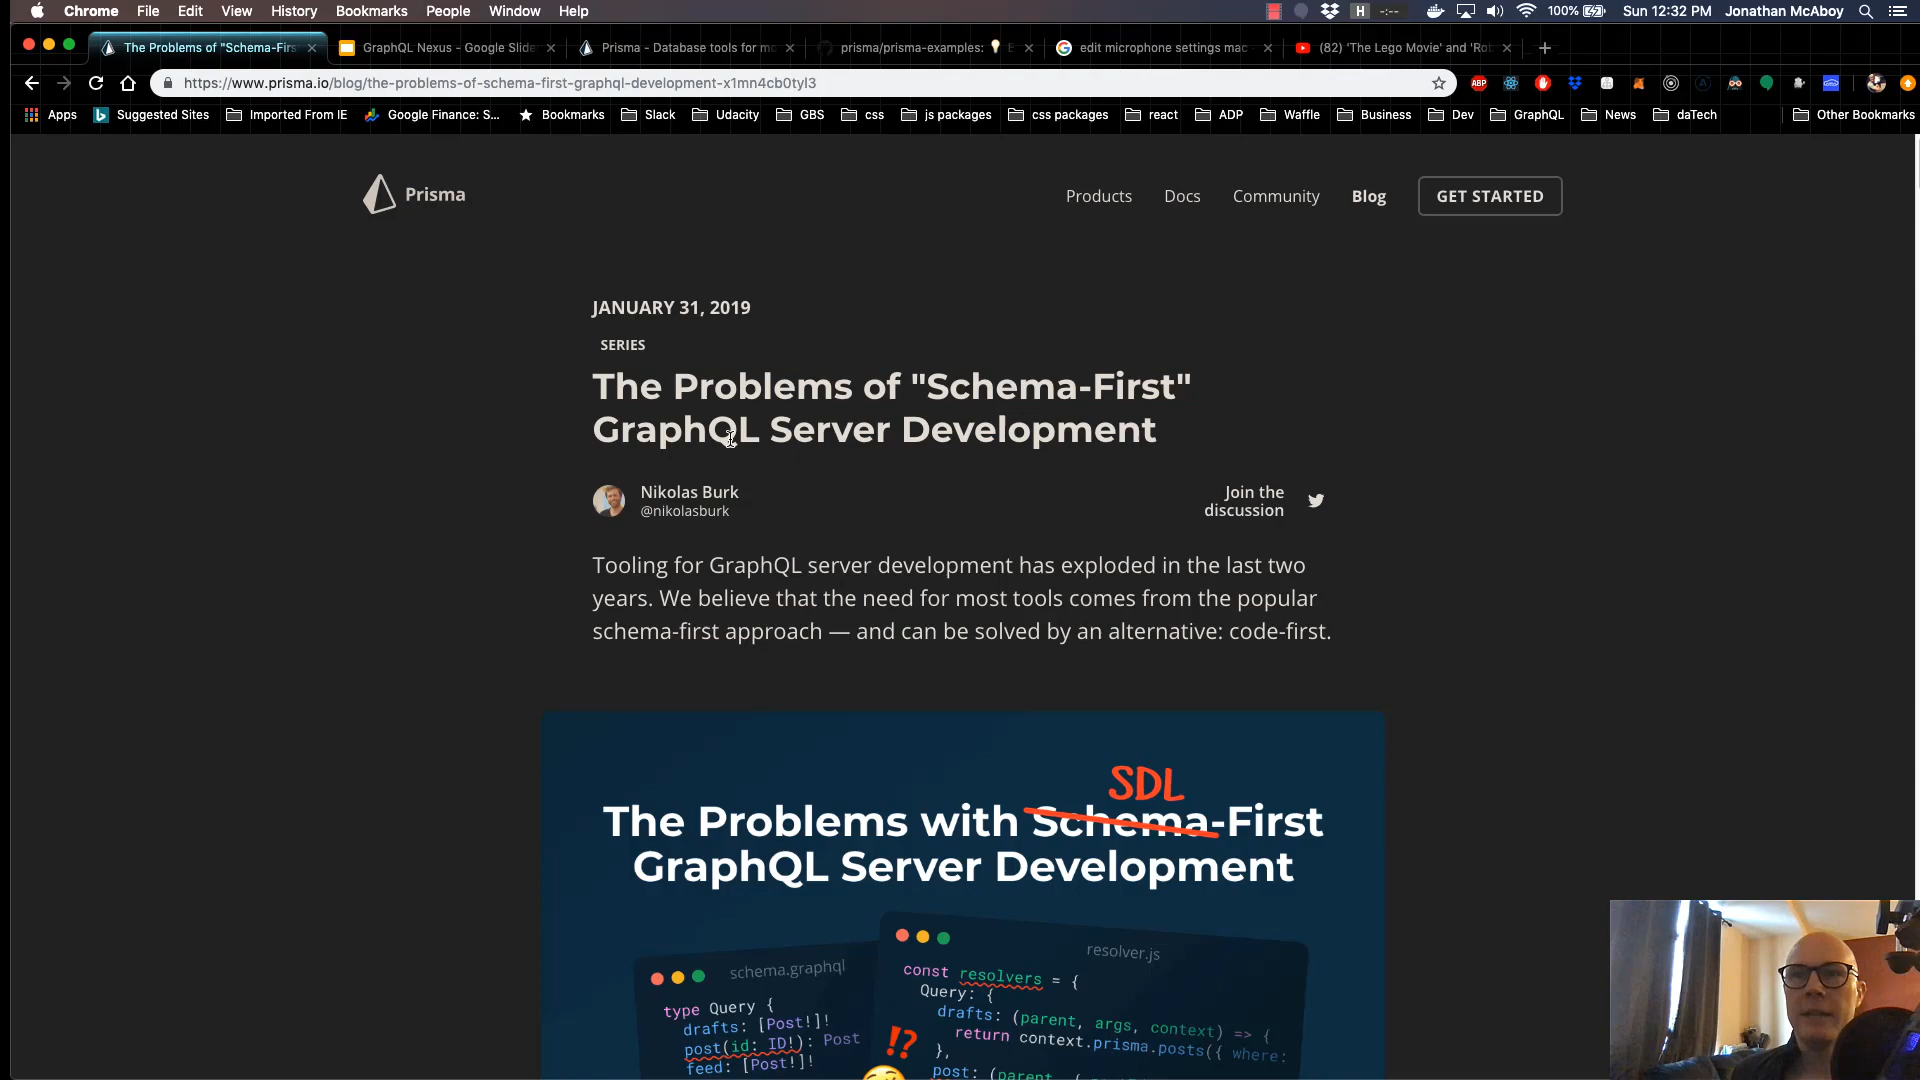 Chrome File Edit View History Bookmarks People Window Help H --:-- 100% Sun 12:32 PM Jonathan McAboy
The Problems of "Schema-Firs GraphQL Nexus - Google Slide Prisma - Database tools for mo prisma/prisma-examples: edit microphone settings mac (82) 'The Lego Movie' and 'Rob
https://www.prisma.io/blog/the-problems-of-schema-first-graphql-development-x1mn4cb0tyl3 ABP
Apps Suggested Sites Imported From IE Google Finance: S... Bookmarks Slack Udacity GBS css js packages css packages react ADP Waffle Business Dev GraphQL News daTech Other Bookmarks
Prisma Products Docs Community Blog GET STARTED
JANUARY 31, 2019
SERIES
The Problems of "Schema-First"
GraphQL Server Development
Nikolas Burk
@nikolasburk
Join the
discussion
Tooling for GraphQL server development has exploded in the last two
years. We believe that the need for most tools comes from the popular
schema-first approach — and can be solved by an alternative: code-first.
SDL
The Problems with Schema-First
GraphQL Server Development
schema.graphql
type Query {
drafts: [Post!]!
post(id: ID!): Post
feed: [Post!]!
!?
resolver.js
const resolvers = {
Query: {
drafts: (parent, args, context) => {
return context.prisma.posts({ where:
},
post: (parent,